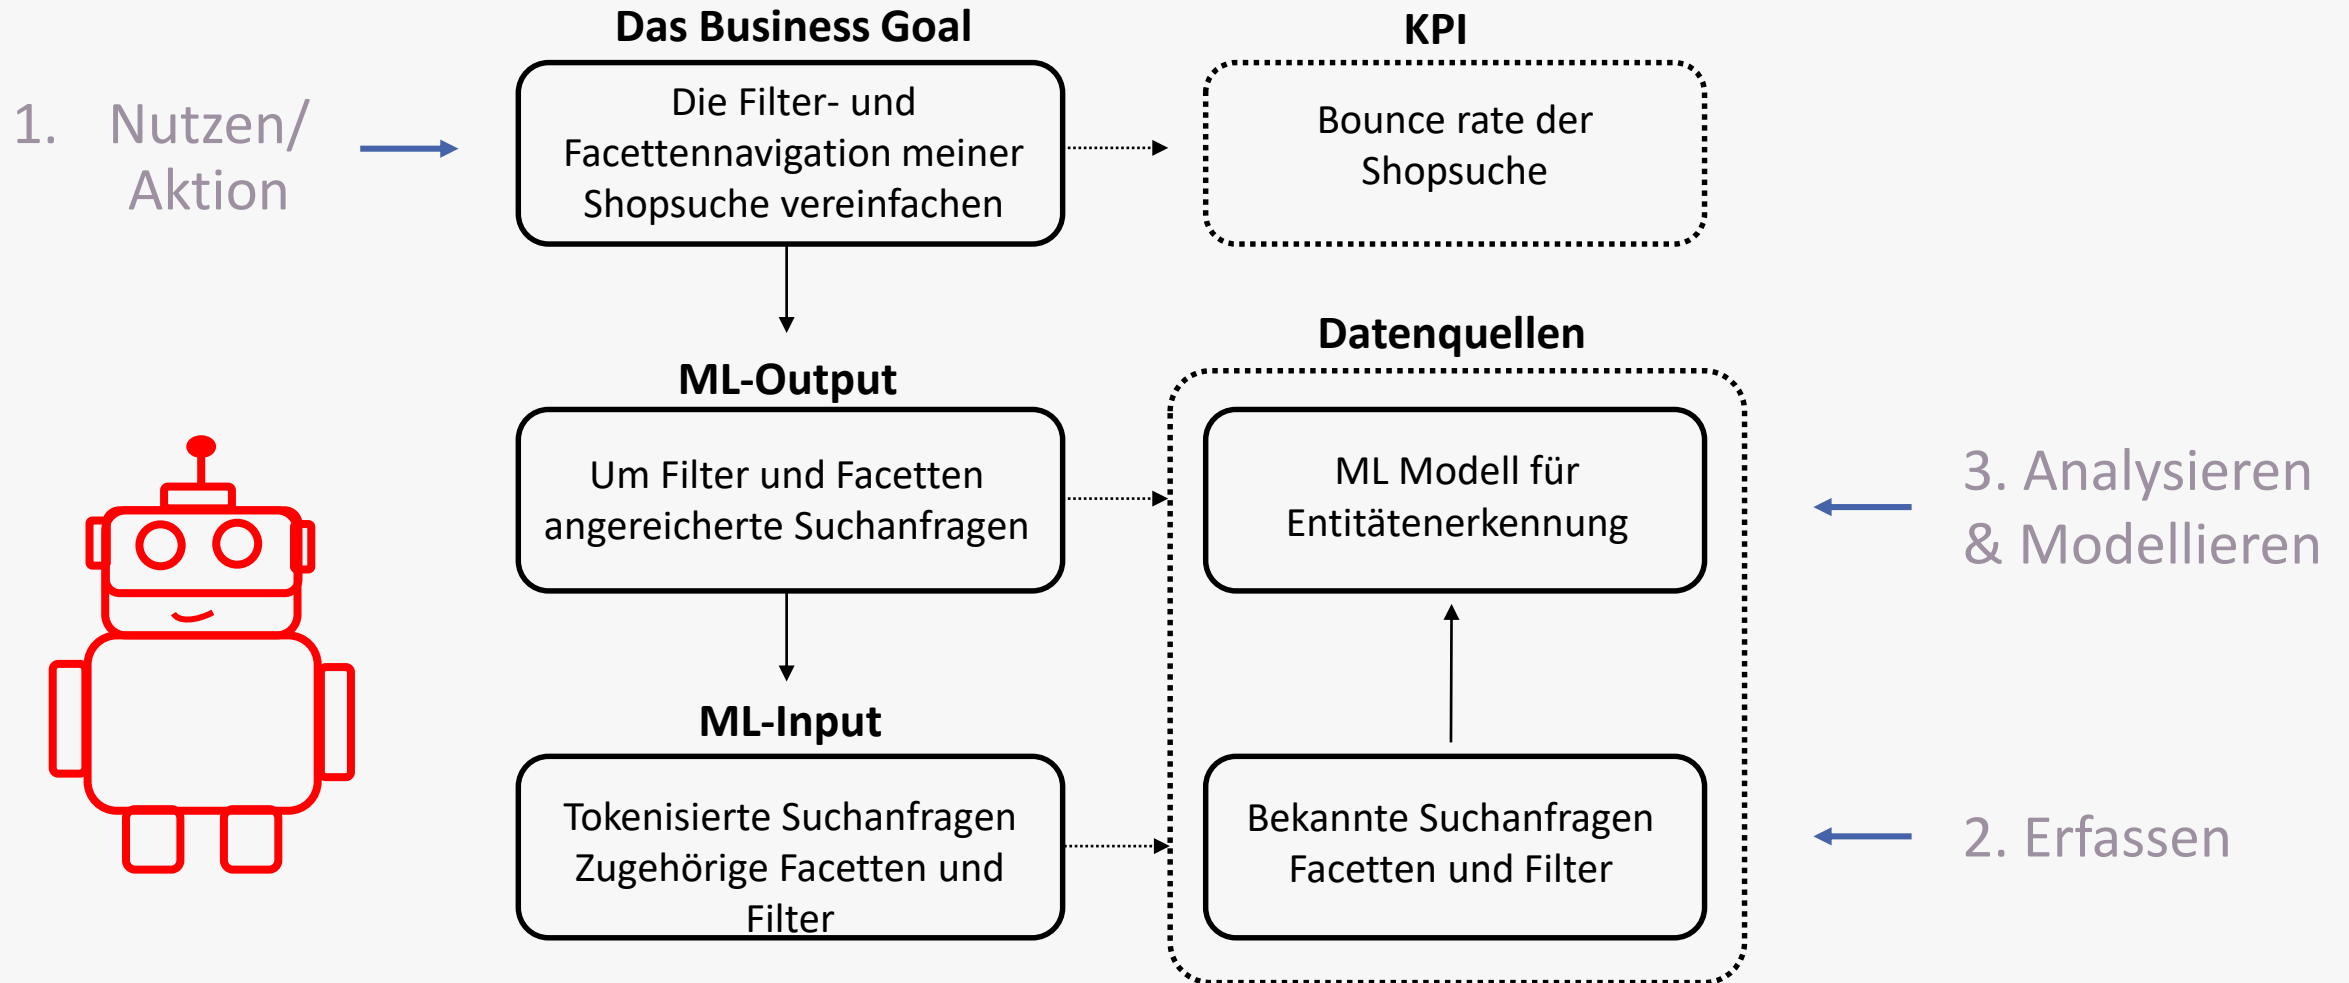 Das Business Goal
KPI
1. Nutzen/
Aktion
Die Filter- und
Facettennavigation meiner
Shopsuche vereinfachen
Bounce rate der
Shopsuche
Datenquellen
ML-Output
Um Filter und Facetten
angereicherte Suchanfragen
ML Modell für
Entitätenerkennung
3. Analysieren
& Modellieren
ML-Input
Tokenisierte Suchanfragen
Zugehörige Facetten und
Filter
Bekannte Suchanfragen
Facetten und Filter
2. Erfassen